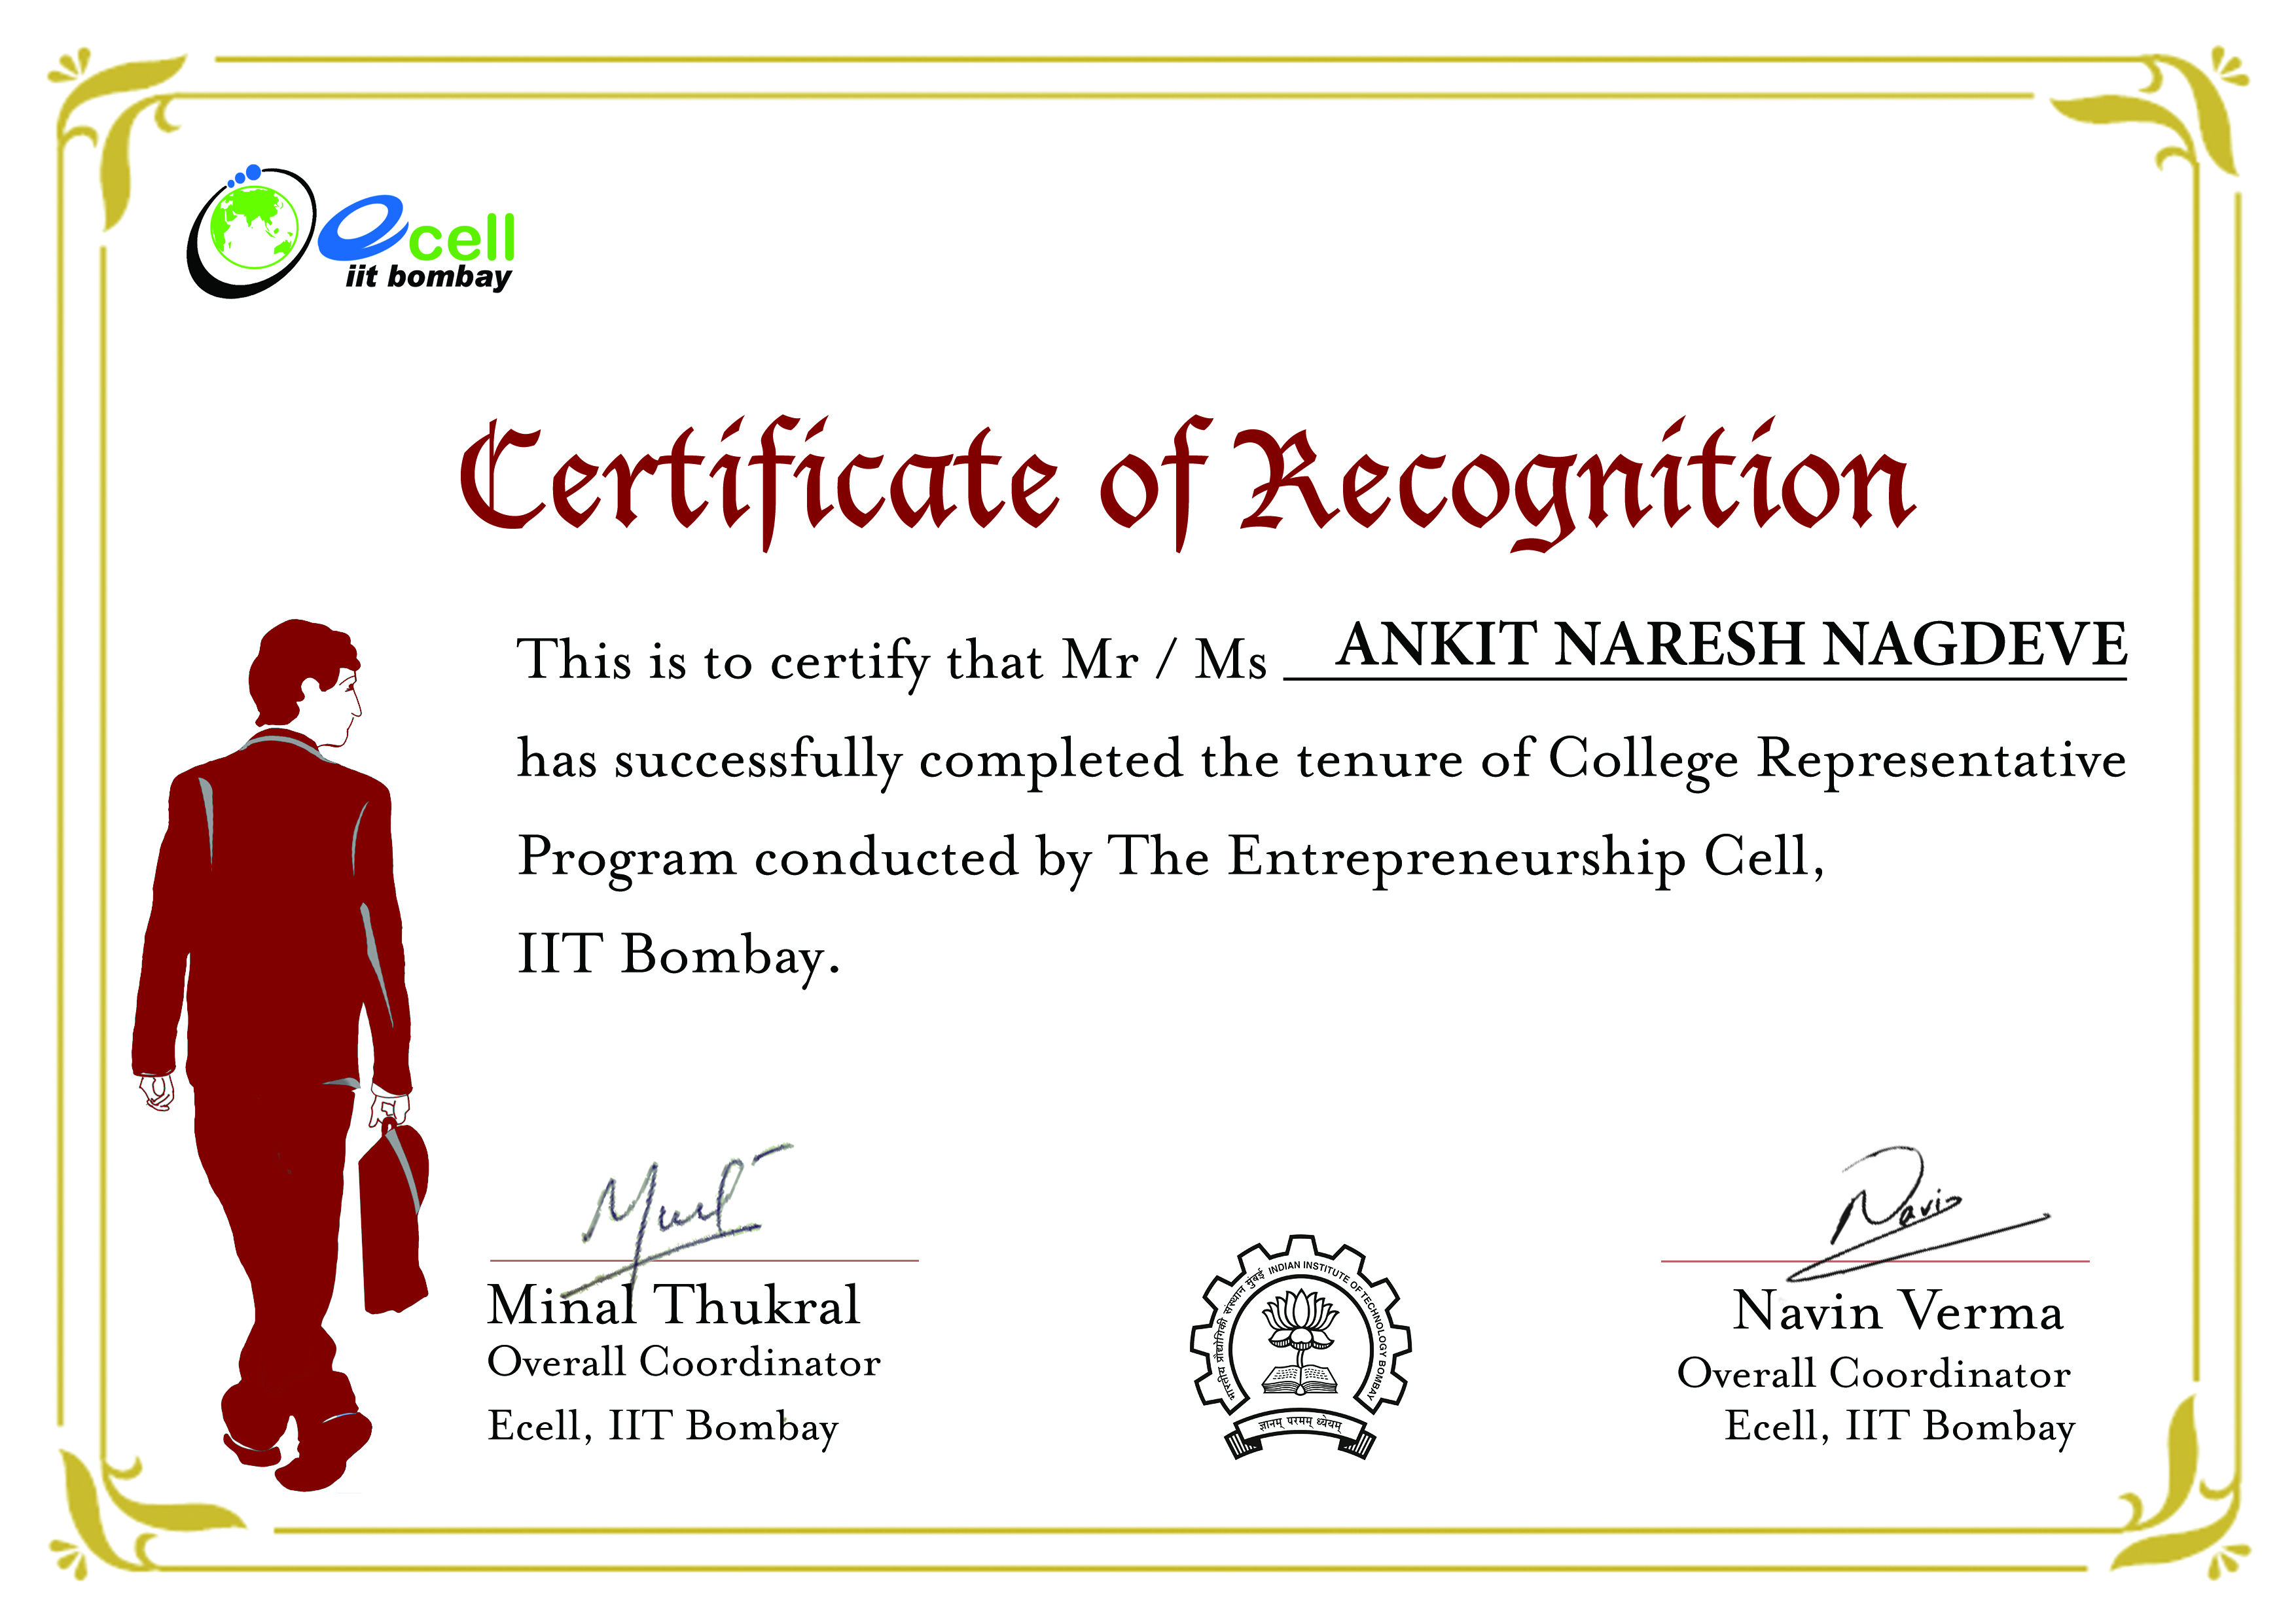 ecell
iit bombay
Certificate of Recognition
This is to certify that Mr / Ms ANKIT NARESH NAGDEVE
has successfully completed the tenure of College Representative
Program conducted by The Entrepreneurship Cell,
IIT Bombay.
Minal Thukral
Overall Coordinator
Ecell, IIT Bombay
भारतीय प्रौद्योगिकी संस्थान मुंबई INDIAN INSTITUTE OF TECHNOLOGY BOMBAY
ज्ञानम् परमम् ध्येयम्
Navin
Navin Verma
Overall Coordinator
Ecell, IIT Bombay